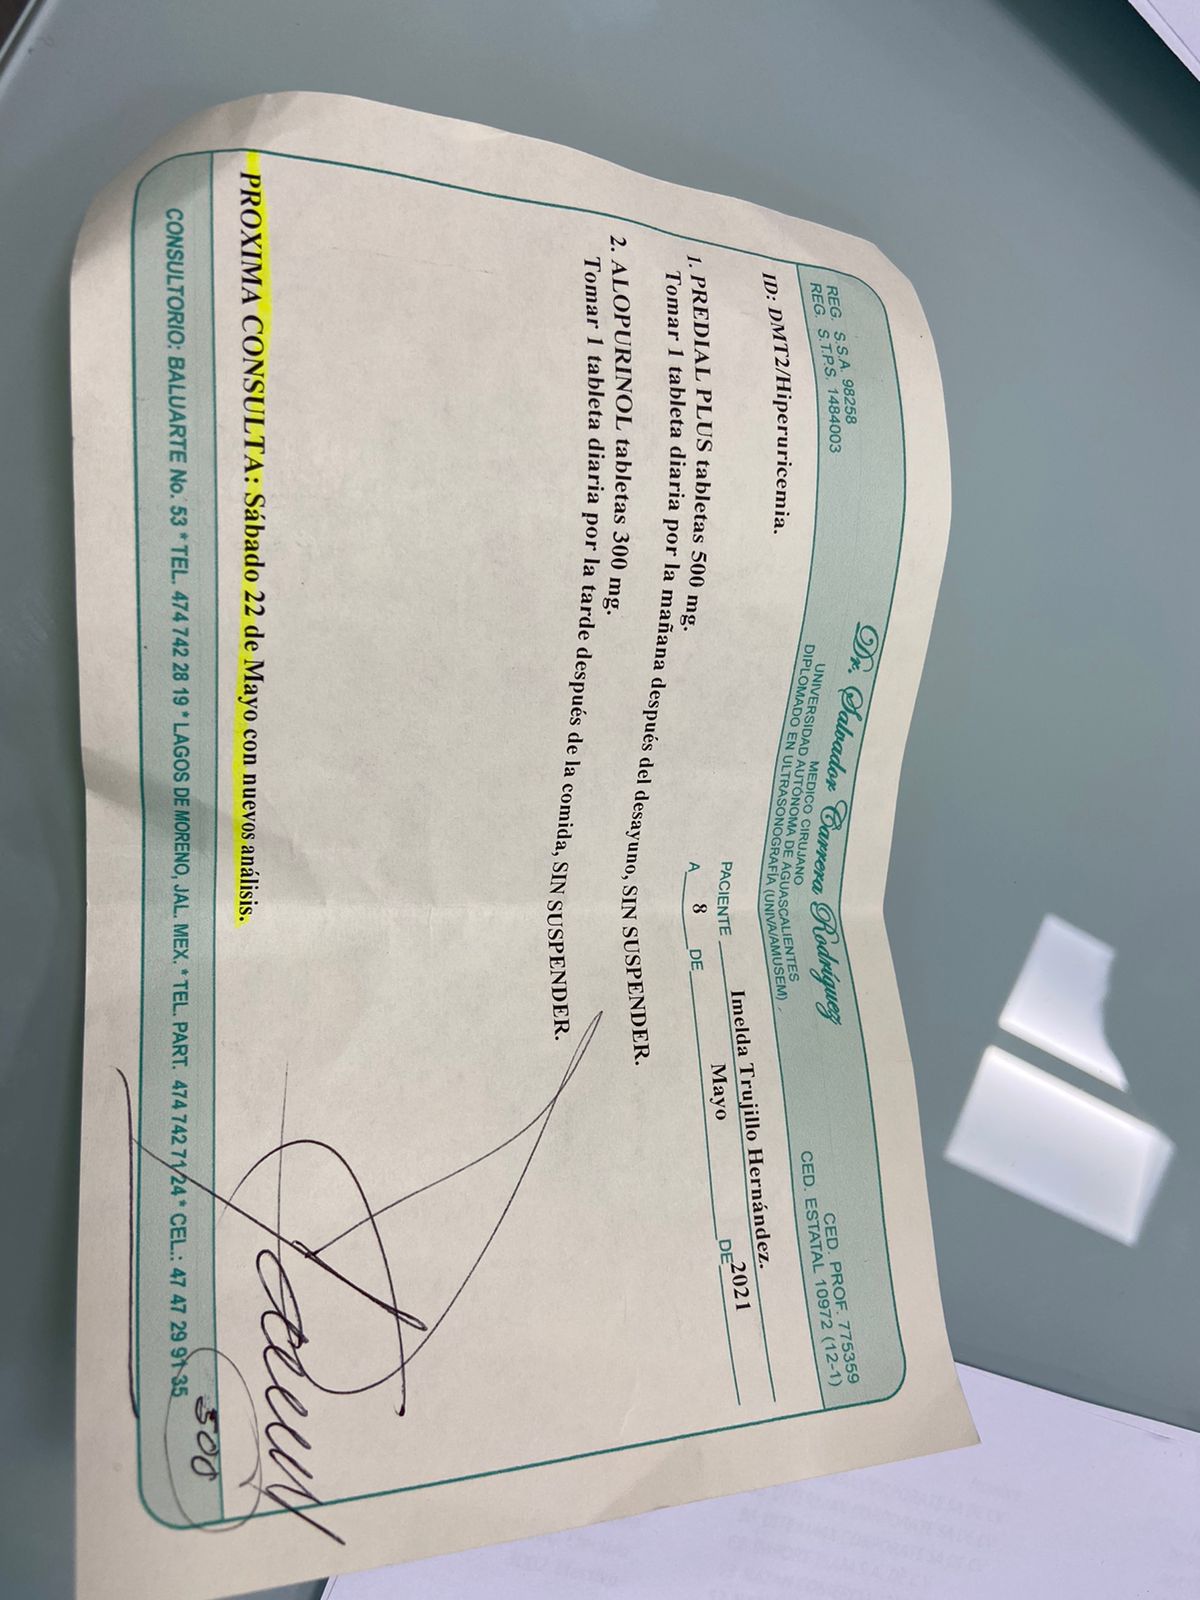 Dr. Salvador Carrera Rodríguez
REG. S.S.A. 98258
REG. S.T.P.S. 1484003
MEDICO CIRUJANO
UNIVERSIDAD AUTÓNOMA DE AGUASCALIENTES
DIPLOMADO EN ULTRASONOGRAFÍA (UNIVA/AMUSEM)
CED. PROF. 775359
CED. ESTATAL 10972 (12-1)
PACIENTE Imelda Trujillo Hernández.
A 8 DE Mayo DE 2021
ID: DMT2/Hiperuricemia.
1. PREDIAL PLUS tabletas 500 mg.
Tomar 1 tableta diaria por la mañana después del desayuno, SIN SUSPENDER.
2. ALOPURINOL tabletas 300 mg.
Tomar 1 tableta diaria por la tarde después de la comida, SIN SUSPENDER.
PROXIMA CONSULTA: Sábado 22 de Mayo con nuevos análisis.
500
CONSULTORIO: BALUARTE No. 53 * TEL. 474 742 28 19 * LAGOS DE MORENO, JAL. MEX. * TEL. PART. 474 742 71 24 * CEL.: 47 47 29 91 35